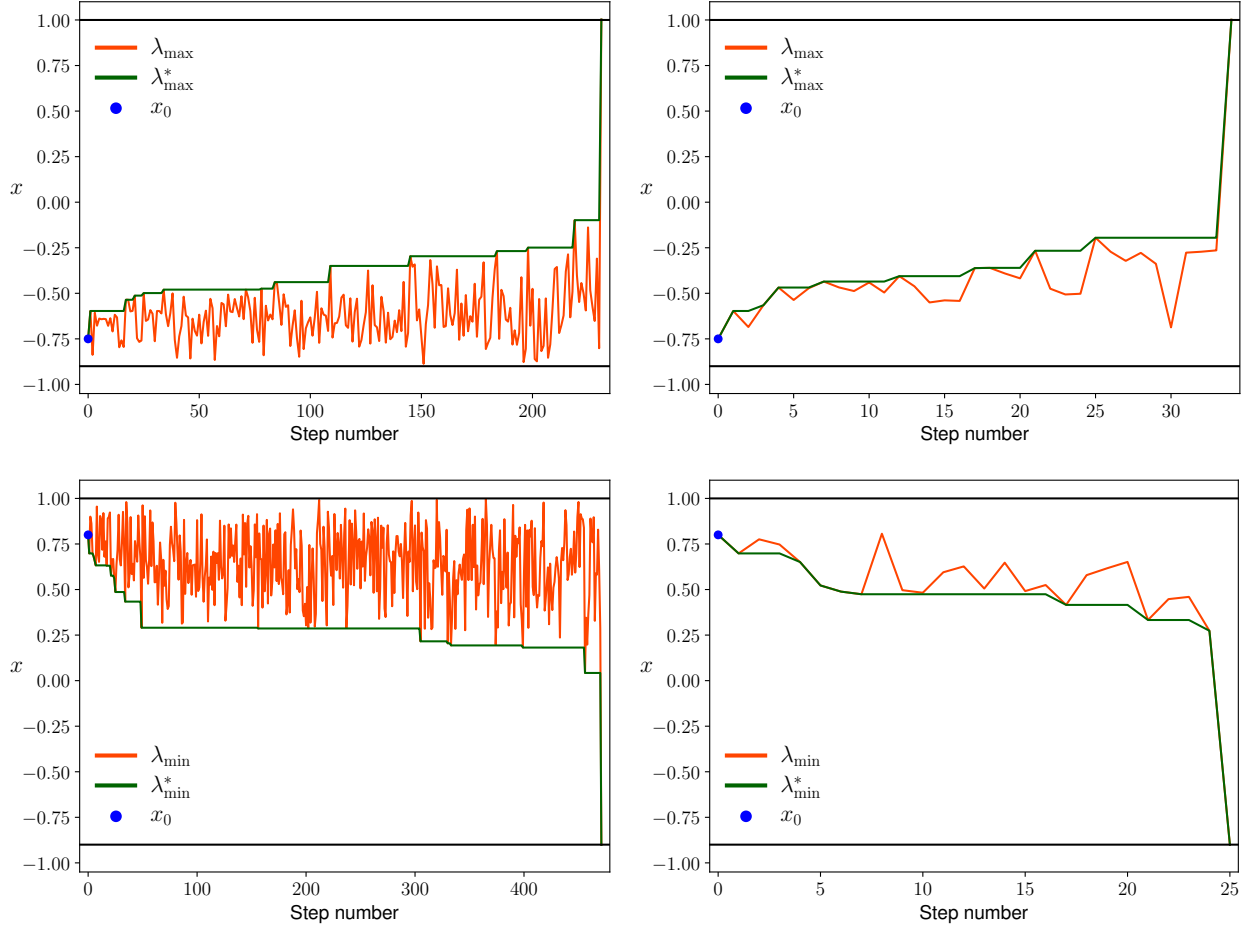 1.00
0.75
0.50
0.25
0.00
−0.25
−0.50
−0.75
−1.00
x
λmax
λ*max
x0
0 50 100 150 200
Step number
1.00
0.75
0.50
0.25
0.00
−0.25
−0.50
−0.75
−1.00
x
λmax
λ*max
x0
0 5 10 15 20 25 30
Step number
1.00
0.75
0.50
0.25
0.00
−0.25
−0.50
−0.75
−1.00
x
λmin
λ*min
x0
0 100 200 300 400
Step number
1.00
0.75
0.50
0.25
0.00
−0.25
−0.50
−0.75
−1.00
x
λmin
λ*min
x0
0 5 10 15 20 25
Step number